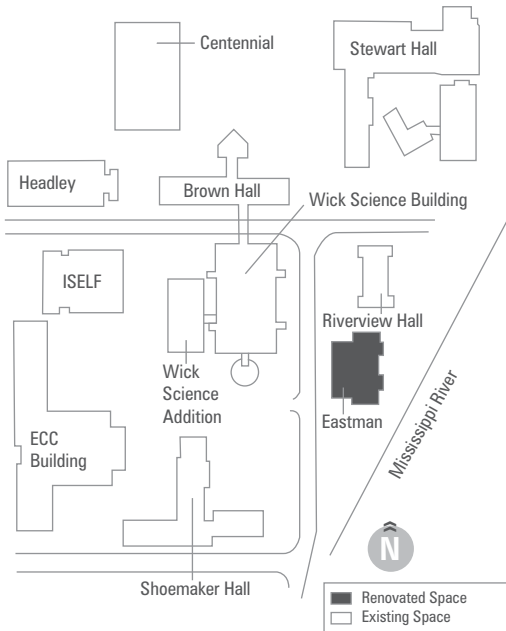 Centennial
Stewart Hall
Headley
Brown Hall
Wick Science Building
ISELF
Riverview Hall
Wick
Science
Addition
Eastman
Mississippi River
ECC
Building
N
Shoemaker Hall
Renovated Space
Existing Space